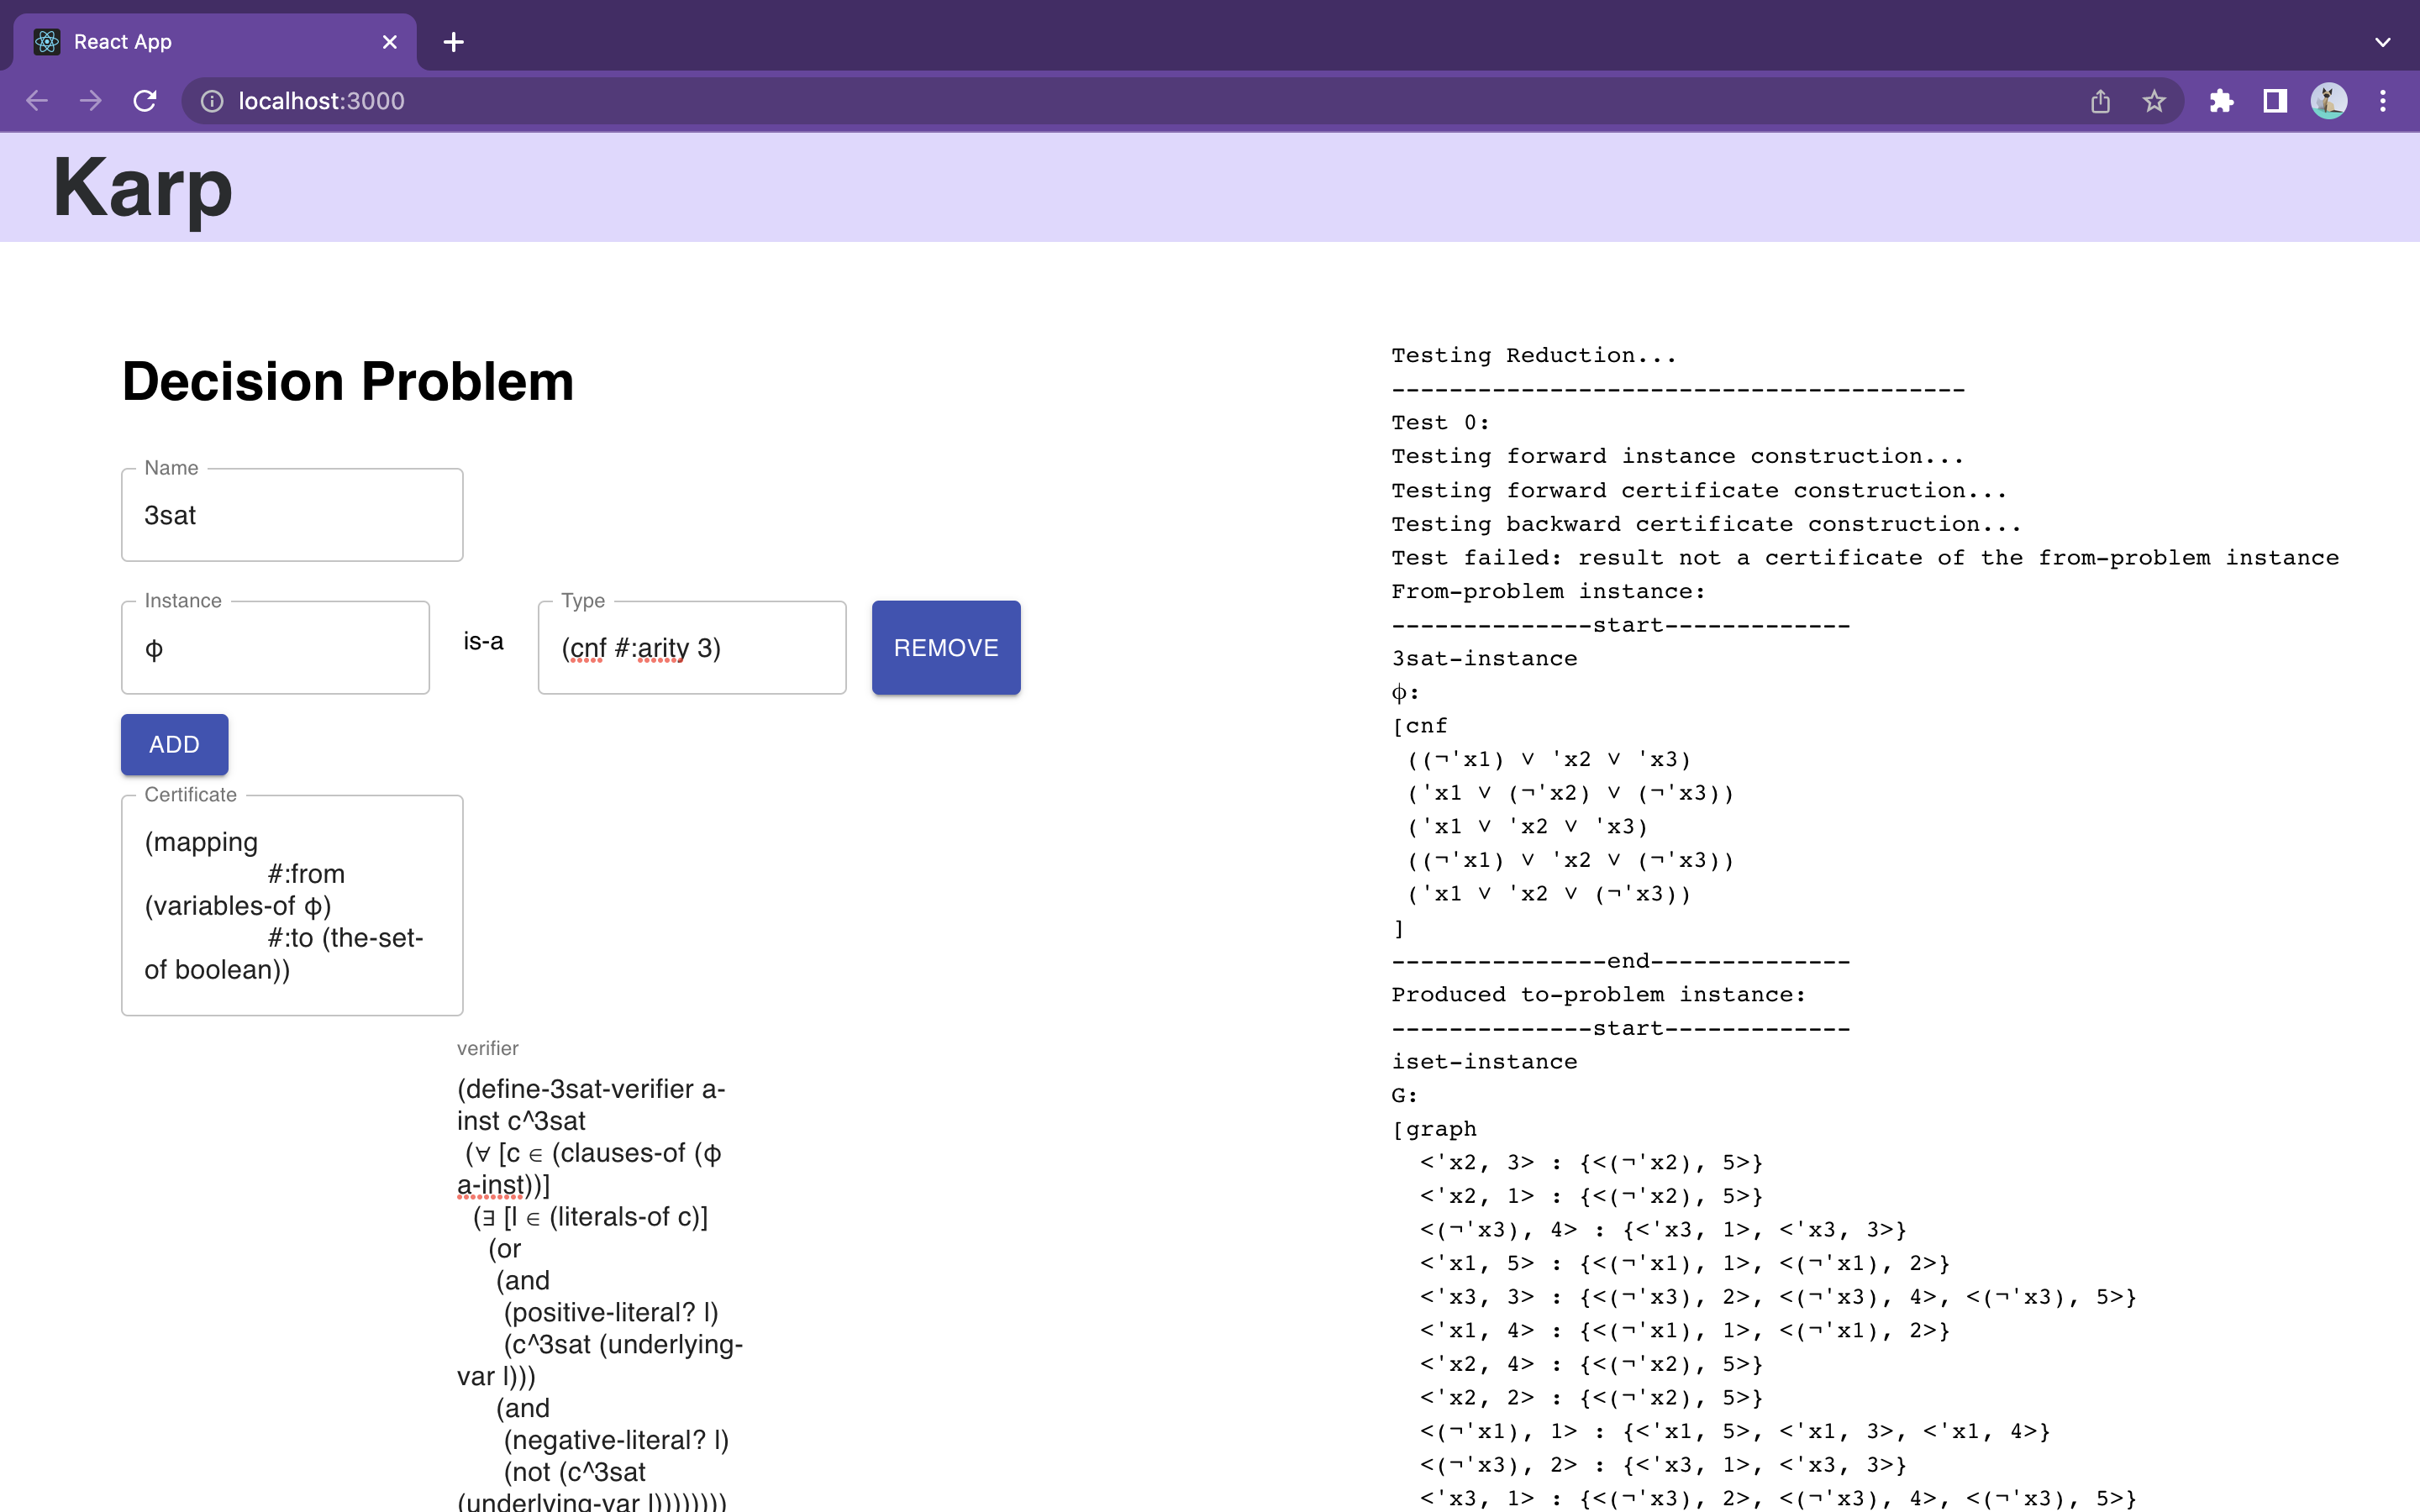 React App
localhost:3000
Karp
Decision Problem
Name
3sat
Instance
ϕ
is-a
Type
(cnf #:arity 3)
REMOVE
ADD
Certificate
(mapping
#:from
(variables-of ϕ)
#:to (the-set-
of boolean))
verifier
(define-3sat-verifier a-
inst c^3sat
(∀ [c ∈ (clauses-of (ϕ
a-inst))]
(∃ [l ∈ (literals-of c)]
(or
(and
(positive-literal? l)
(c^3sat (underlying-
var l)))
(and
(negative-literal? l)
(not (c^3sat
(underlying-var l))))))))
Testing Reduction...
----------------------------------------
Test 0:
Testing forward instance construction...
Testing forward certificate construction...
Testing backward certificate construction...
Test failed: result not a certificate of the from-problem instance
From-problem instance:
--------------start-------------
3sat-instance
ϕ:
[cnf
((¬'x1) ∨ 'x2 ∨ 'x3)
('x1 ∨ (¬'x2) ∨ (¬'x3))
('x1 ∨ 'x2 ∨ 'x3)
((¬'x1) ∨ 'x2 ∨ (¬'x3))
('x1 ∨ 'x2 ∨ (¬'x3))
]
---------------end--------------
Produced to-problem instance:
--------------start-------------
iset-instance
G:
[graph
<'x2, 3> : {<(¬'x2), 5>}
<'x2, 1> : {<(¬'x2), 5>}
<(¬'x3), 4> : {<'x3, 1>, <'x3, 3>}
<'x1, 5> : {<(¬'x1), 1>, <(¬'x1), 2>}
<'x3, 3> : {<(¬'x3), 2>, <(¬'x3), 4>, <(¬'x3), 5>}
<'x1, 4> : {<(¬'x1), 1>, <(¬'x1), 2>}
<'x2, 4> : {<(¬'x2), 5>}
<'x2, 2> : {<(¬'x2), 5>}
<(¬'x1), 1> : {<'x1, 5>, <'x1, 3>, <'x1, 4>}
<(¬'x3), 2> : {<'x3, 1>, <'x3, 3>}
<'x3, 1> : {<(¬'x3), 2>, <(¬'x3), 4>, <(¬'x3), 5>}